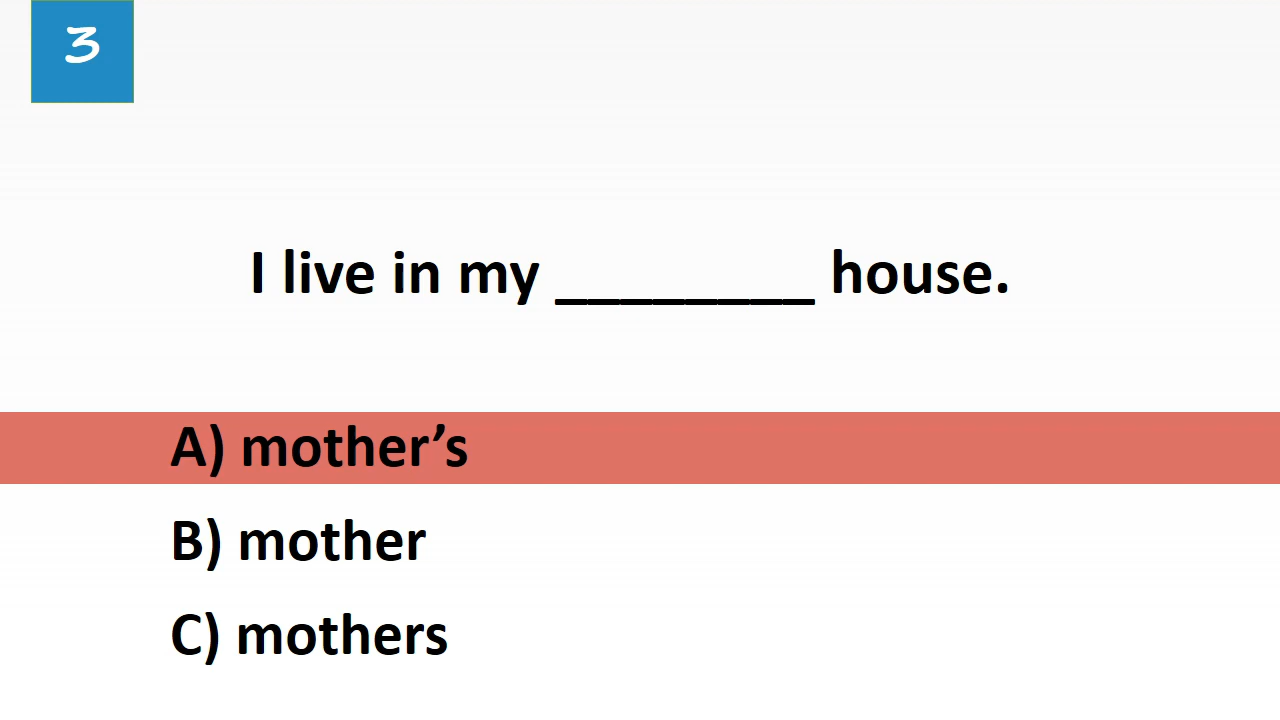 3
I live in my ________ house.
A) mother’s
B) mother
C) mothers